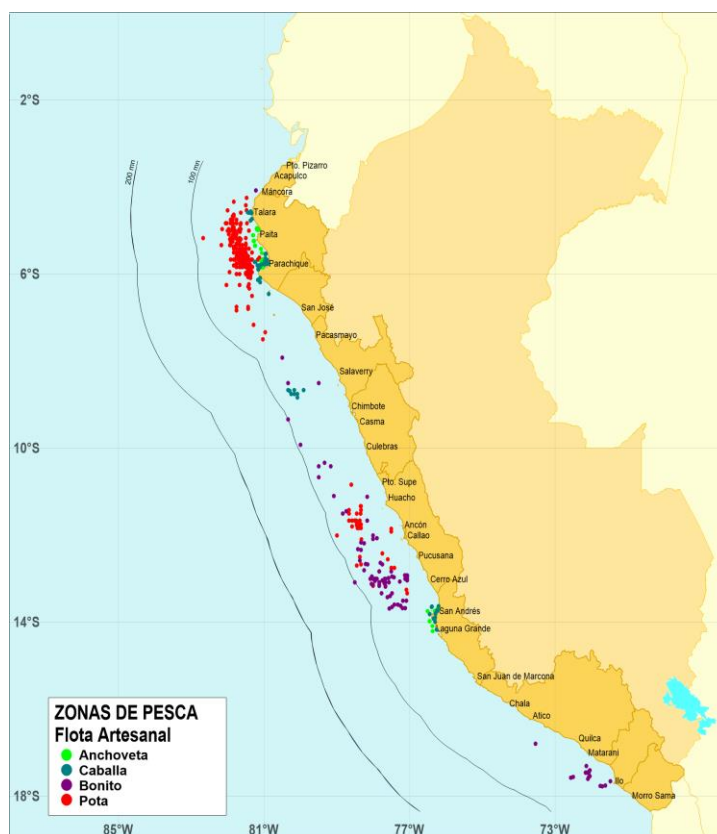 2°S
200 mn
100 mn
Pto. Pizarro
Acapulco
Máncora
Talara
Paita
6°S
Parachique
San José
Pacasmayo
Salaverry
Chimbote
Casma
10°S
Culebras
Pto. Supe
Huacho
Ancón
Callao
Pucusana
Cerro Azul
San Andrés
14°S
Laguna Grande
San Juan de Marcona
Chala
Atico
Quilca
Matarani
Ilo
Morro Sama
ZONAS DE PESCA
Flota Artesanal
Anchoveta
Caballa
Bonito
Pota
18°S
85°W
81°W
77°W
73°W